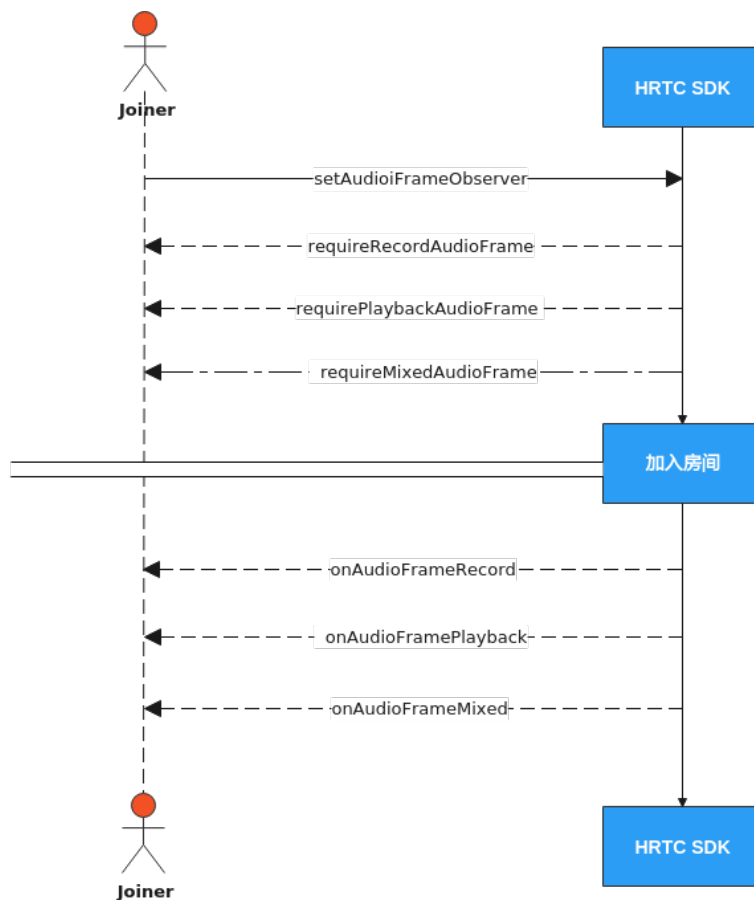 HRTC SDK
Joiner
setAudioiFrameObserver
requireRecordAudioFrame
requirePlaybackAudioFrame
requireMixedAudioFrame
加入房间
onAudioFrameRecord
onAudioFramePlayback
onAudioFrameMixed
HRTC SDK
Joiner